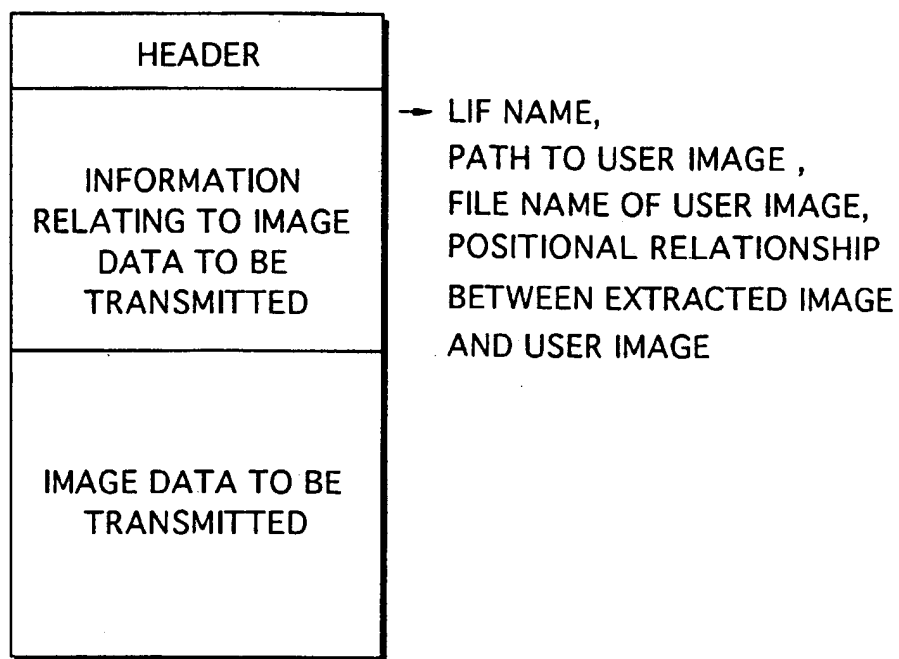 HEADER
INFORMATION
RELATING TO IMAGE
DATA TO BE
TRANSMITTED
→ LIF NAME,
PATH TO USER IMAGE ,
FILE NAME OF USER IMAGE,
POSITIONAL RELATIONSHIP
BETWEEN EXTRACTED IMAGE
AND USER IMAGE
IMAGE DATA TO BE
TRANSMITTED